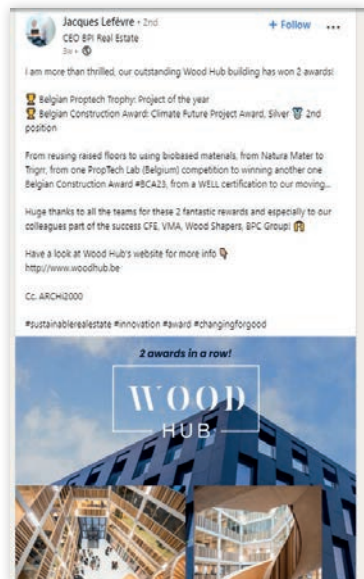 Jacques Lefèvre • 2nd
+ Follow ...
CEO BPI Real Estate
3w •
I am more than thrilled, our outstanding Wood Hub building has won 2 awards!
🏆 Belgian Proptech Trophy: Project of the year
🏆 Belgian Construction Award: Climate Future Project Award, Silver 🥈 2nd
position
From reusing raised floors to using biobased materials, from Natura Mater to
Trigrr, from one PropTech Lab (Belgium) competition to winning another one
Belgian Construction Award #BCA23, from a WELL certification to our moving...
Huge thanks to all the teams for these 2 fantastic rewards and especially to our
colleagues part of the success CFE, VMA, Wood Shapers, BPC Group! 
Have a look at Wood Hub's website for more info 👇
http://www.woodhub.be
Cc. ARCHi2000
#sustainablerealestate #innovation #award #changingforgood
2 awards in a row!
WOOD
HUB